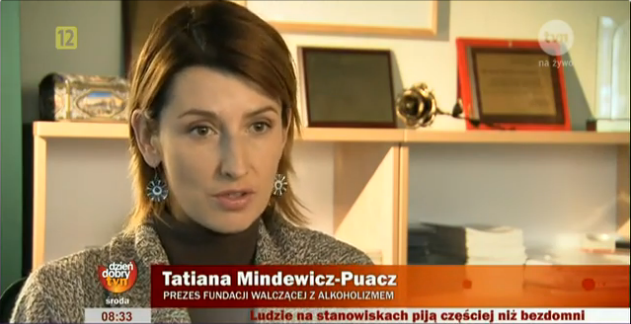 12
tvn
na żywo
Tatiana Mindewicz-Puacz
PREZES FUNDACJI WALCZĄCEJ Z ALKOHOLIZMEM
dzień
dobry
tvn
środa
08:33
Ludzie na stanowiskach piją częściej niż bezdomni